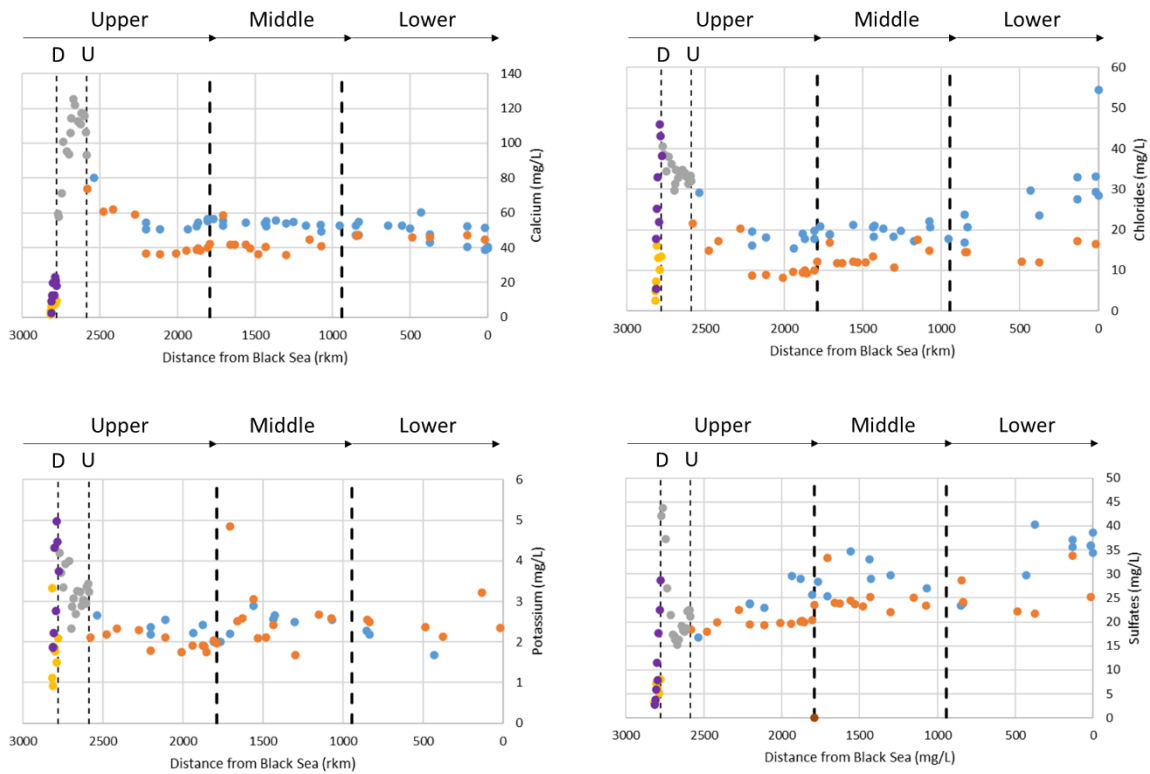 Upper Middle Lower
D U
140
120
100
80
60
40
20
0
Calcium (mg/L)
3000 2500 2000 1500 1000 500 0
Distance from Black Sea (rkm)
Upper Middle Lower
D U
60
50
40
30
20
10
0
Chlorides (mg/L)
3000 2500 2000 1500 1000 500 0
Distance from Black Sea (rkm)
Upper Middle Lower
D U
6
5
4
3
2
1
0
Potassium (mg/L)
3000 2500 2000 1500 1000 500 0
Distance from Black Sea (rkm)
Upper Middle Lower
D U
50
45
40
35
30
25
20
15
10
5
0
Sulfates (mg/L)
3000 2500 2000 1500 1000 500 0
Distance from Black Sea (mg/L)